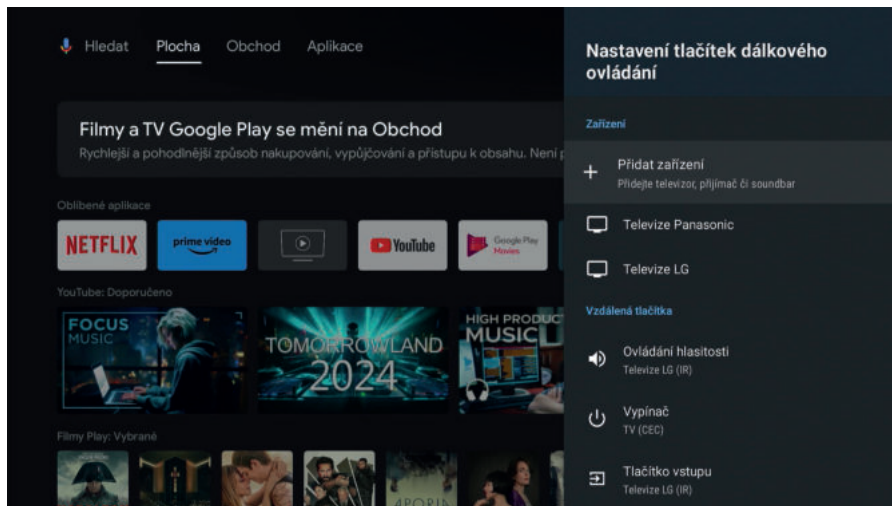 Hledat Plocha Obchod Aplikace
Filmy a TV Google Play se mění na Obchod
Rychlejší a pohodlnější způsob nakupování, vypůjčování a přístupu k obsahu. Není
Oblíbené aplikace
NETFLIX
prime video
YouTube
Google Play
Movies
YouTube: Doporučeno
FOCUS
MUSIC
TOMORROWLAND
2024
HIGH PRODUC
MUSIC
Filmy Play: Vybrané
APORIA
Nastavení tlačítek dálkového
ovládání
Zařízení
Přidat zařízení
Přidejte televizor, přijímač či soundbar
Televize Panasonic
Televize LG
Vzdálená tlačítka
Ovládání hlasitosti
Televize LG (IR)
Vypínač
TV (CEC)
Tlačítko vstupu
Televize LG (IR)